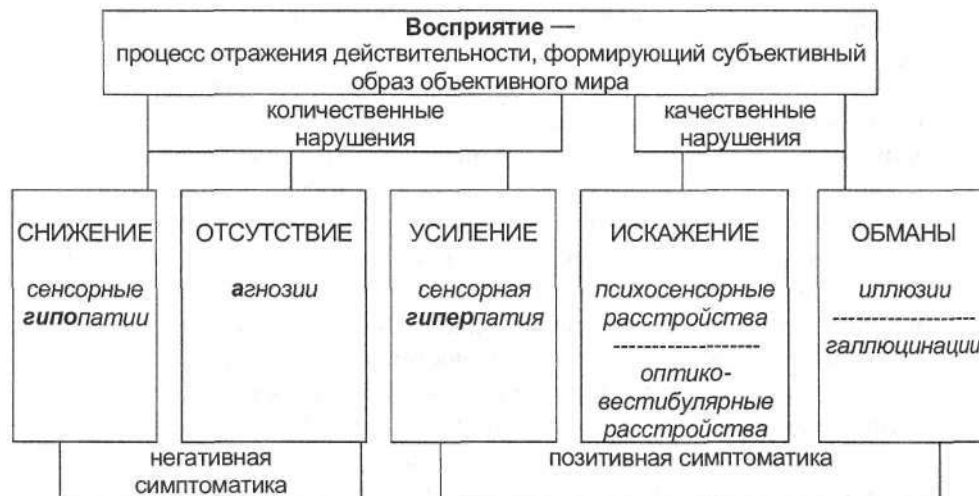 Восприятие —
процесс отражения действительности, формирующий субъективный
образ объективного мира
количественные
нарушения
качественные
нарушения
СНИЖЕНИЕ
сенсорные
гипопатии
ОТСУТСТВИЕ
агнозии
УСИЛЕНИЕ
сенсорная
гиперпатия
ИСКАЖЕНИЕ
психосенсорные
расстройства
оптико-
вестибулярные
расстройства
ОБМАНЫ
иллюзии
галлюцинации
негативная
симптоматика
позитивная симптоматика